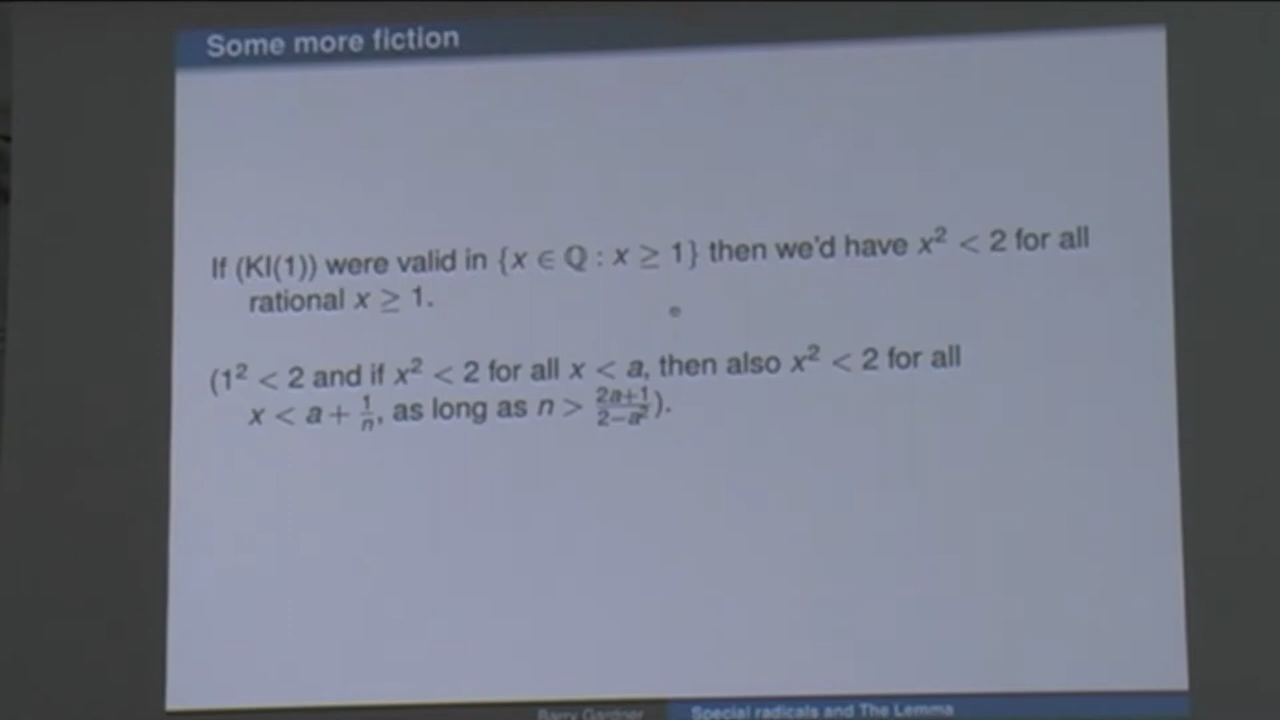 Some more fiction
If (KI(1)) were valid in {x ∈ ℚ : x ≥ 1} then we'd have x² < 2 for all
rational x ≥ 1.
(1² < 2 and if x² < 2 for all x < a, then also x² < 2 for all
x < a + 1/n, as long as n > (2a+1)/(2−a²)).
Barry Gardner
Special radicals and The Lemma